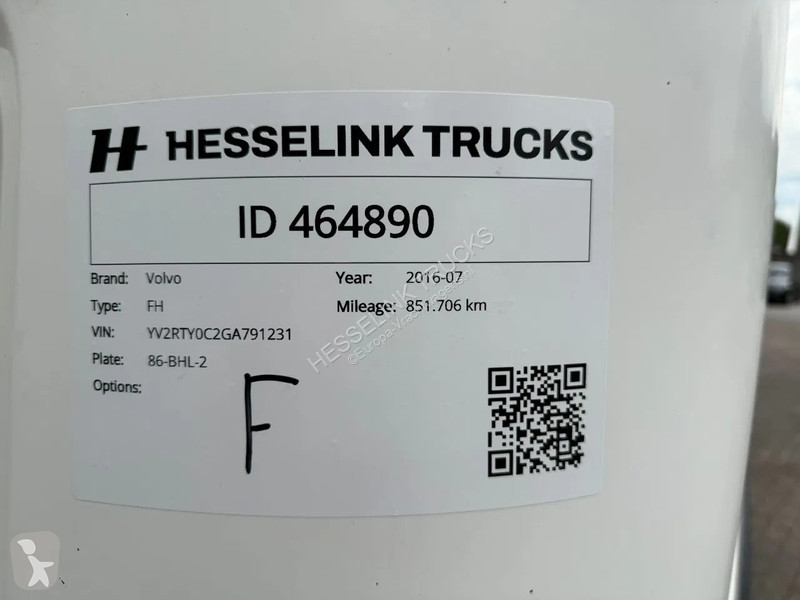 H HESSELINK TRUCKS
ID 464890
Brand: Volvo Year: 2016-07
Type: FH Mileage: 851.706 km
VIN: YV2RTY0C2GA791231
Plate: 86-BHL-2
Options: F
HESSELINK TRUCKS